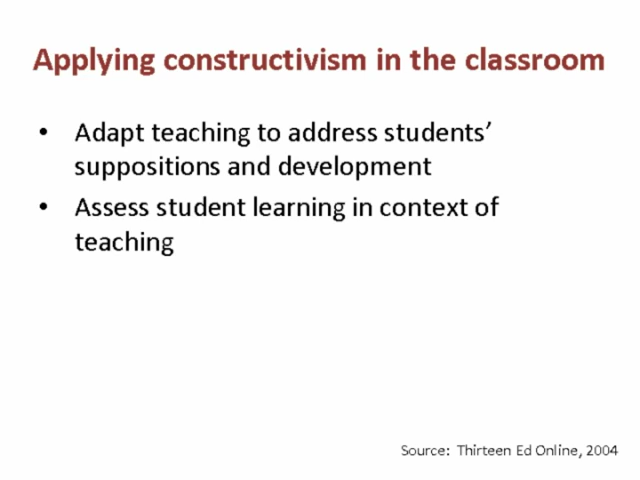 Applying constructivism in the classroom
• Adapt teaching to address students’
suppositions and development
• Assess student learning in context of
teaching
Source: Thirteen Ed Online, 2004